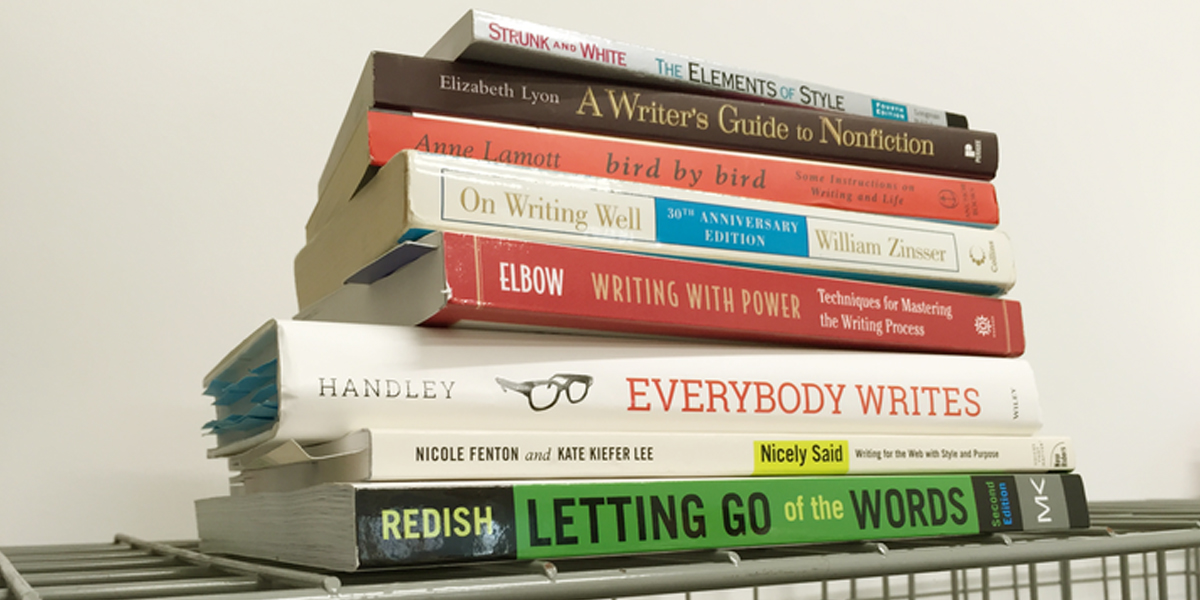 STRUNK AND WHITE THE ELEMENTS OF STYLE FOURTH EDITION
Elizabeth Lyon A Writer's Guide to Nonfiction
Anne Lamott bird by bird Some Instructions on
Writing and Life
On Writing Well 30TH ANNIVERSARY
EDITION William Zinsser Collins
ELBOW WRITING WITH POWER Techniques for Mastering
the Writing Process
HANDLEY EVERYBODY WRITES WILEY
NICOLE FENTON and KATE KIEFER LEE Nicely Said Writing for the Web with Style and Purpose
REDISH LETTING GO of the WORDS Second
Edition MK